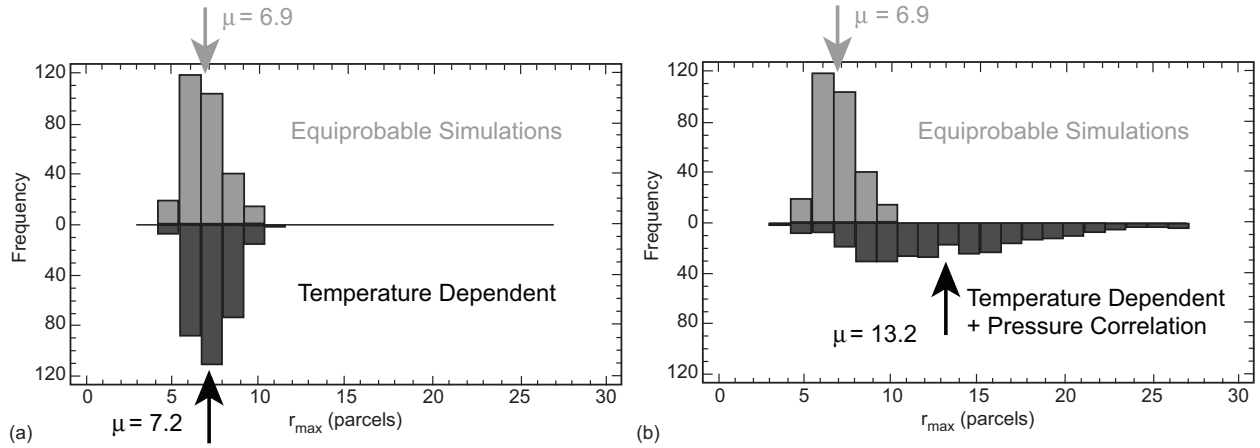 μ = 6.9
120
80
40
0
40
80
120
Frequency
Equiprobable Simulations
Temperature Dependent
0 5 10 15 20 25 30
μ = 7.2
r_max (parcels)
(a)
μ = 6.9
120
80
40
0
40
80
120
Frequency
Equiprobable Simulations
Temperature Dependent
+ Pressure Correlation
μ = 13.2
0 5 10 15 20 25 30
r_max (parcels)
(b)